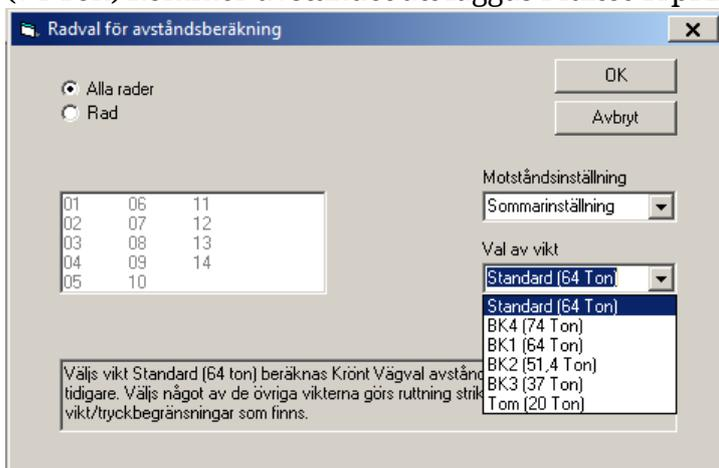 Radval för avståndsberäkning
Alla rader
Rad
OK
Avbryt
Motståndsinställning
Sommarinställning
01 06 11
02 07 12
03 08 13
04 09 14
05 10
Val av vikt
Standard (64 Ton)
Standard (64 Ton)
BK4 (74 Ton)
BK1 (64 Ton)
BK2 (51,4 Ton)
BK3 (37 Ton)
Tom (20 Ton)
Väljs vikt Standard (64 ton) beräknas Krönt Vägval avstånd
tidigare. Väljs något av de övriga vikterna görs ruttning
vikt/tryckbegränsningar som finns.